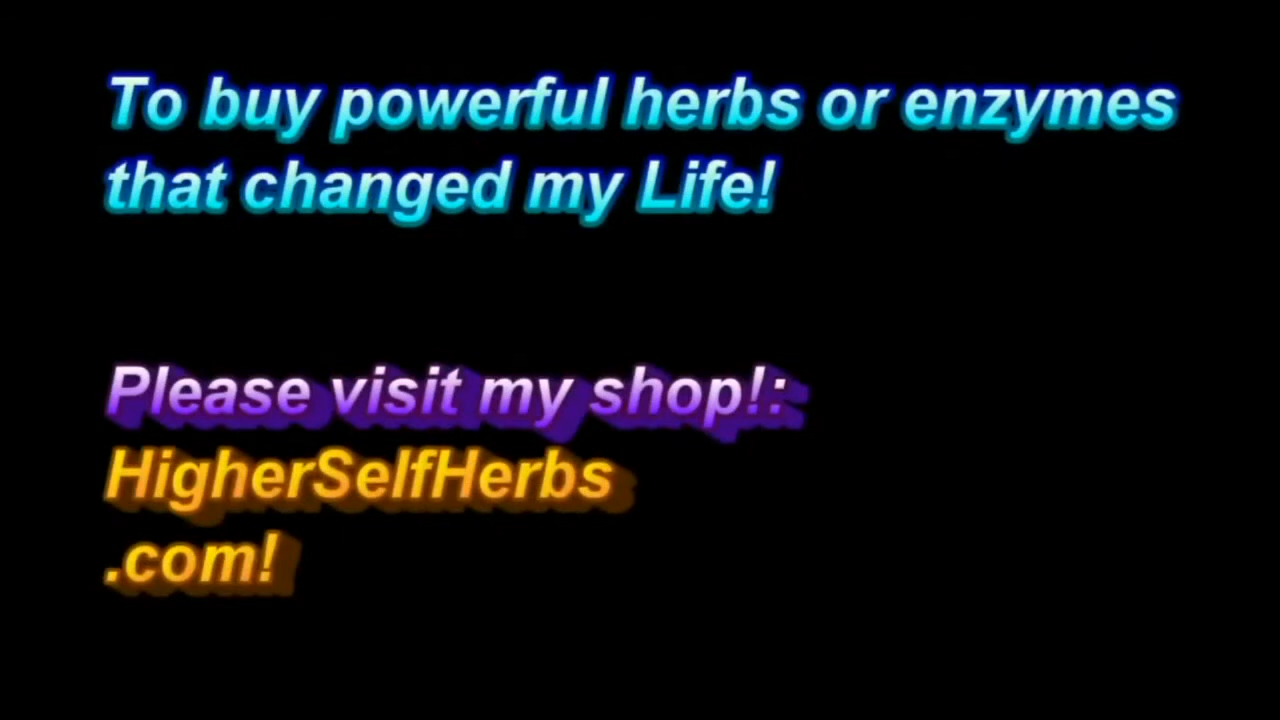 To buy powerful herbs or enzymes
that changed my Life!
Please visit my shop!:
HigherSelfHerbs
.com!